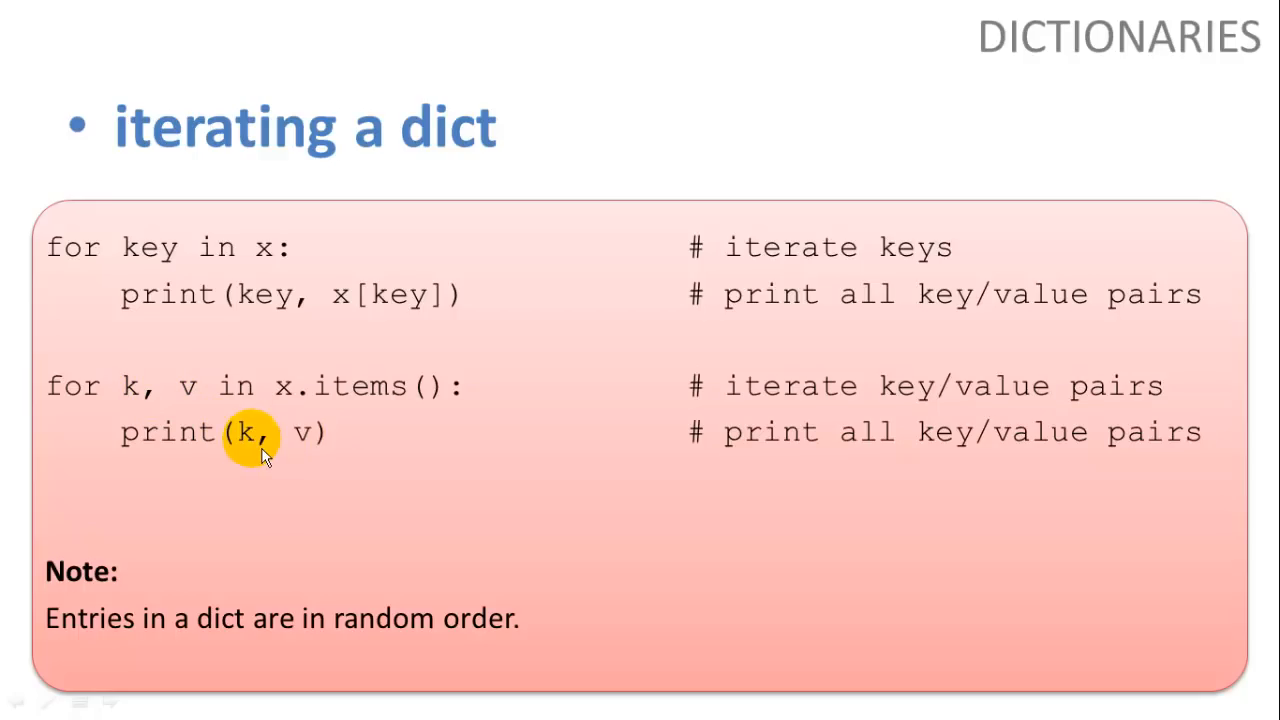 DICTIONARIES
• iterating a dict
for key in x: # iterate keys
    print(key, x[key]) # print all key/value pairs
for k, v in x.items(): # iterate key/value pairs
    print(k, v) # print all key/value pairs
Note:
Entries in a dict are in random order.